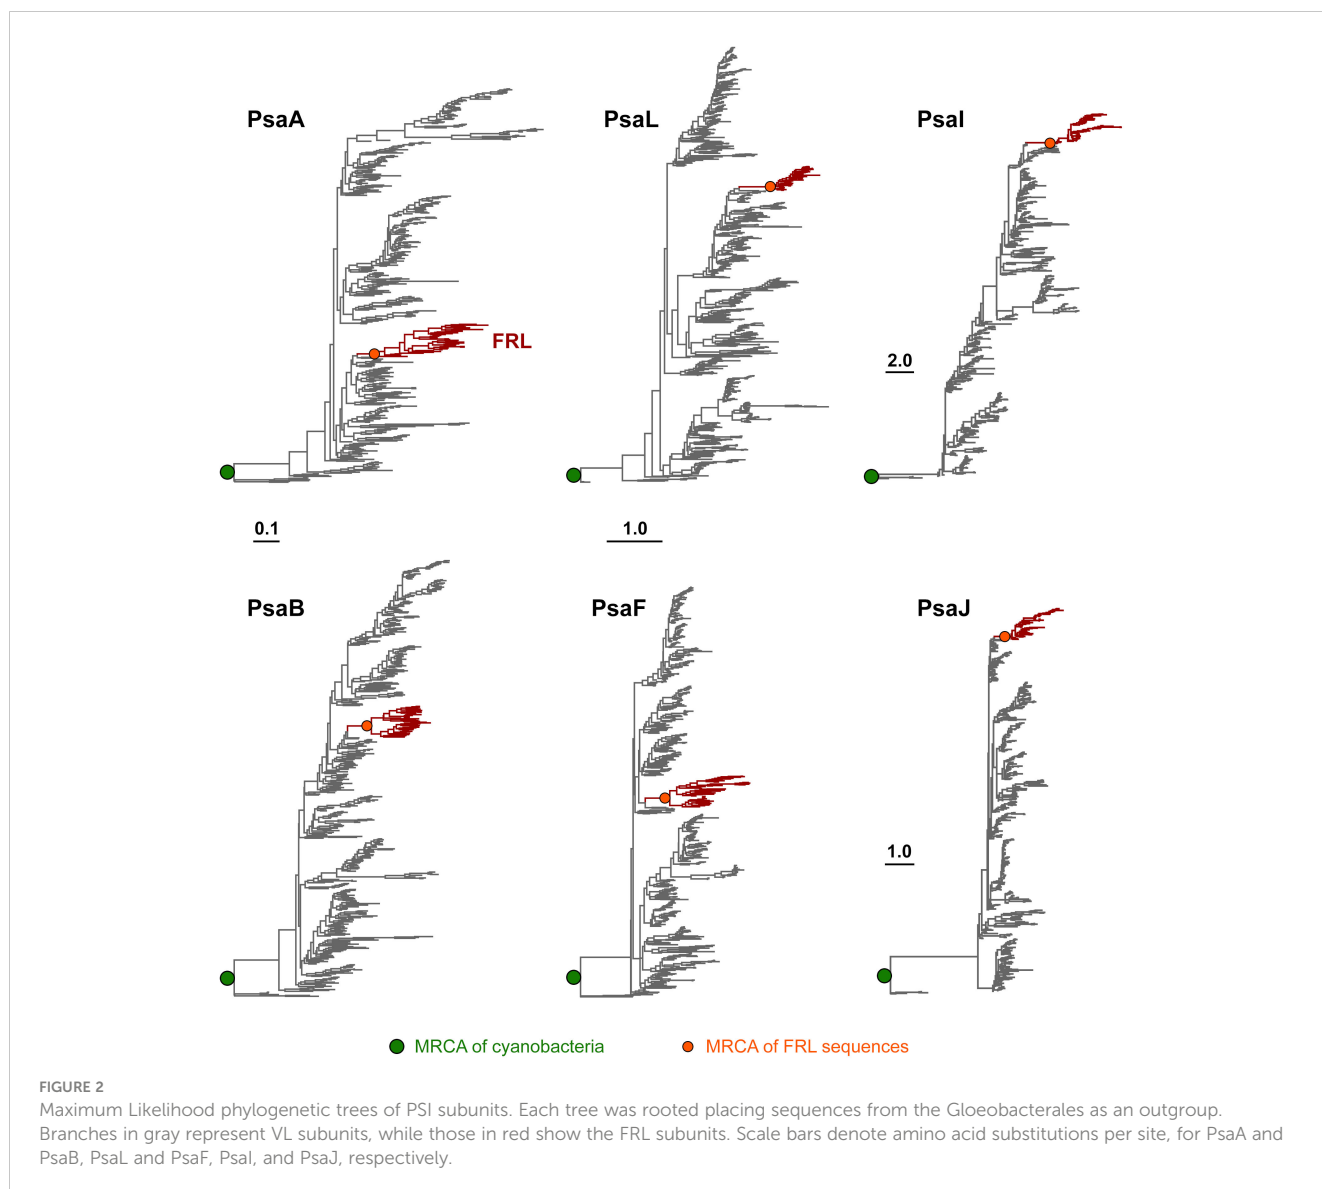 PsaA
PsaL
PsaI
FRL
2.0
0.1
1.0
PsaB
PsaF
PsaJ
1.0
MRCA of cyanobacteria
MRCA of FRL sequences
FIGURE 2
Maximum Likelihood phylogenetic trees of PSI subunits. Each tree was rooted placing sequences from the Gloeobacterales as an outgroup.
Branches in gray represent VL subunits, while those in red show the FRL subunits. Scale bars denote amino acid substitutions per site, for PsaA and
PsaB, PsaL and PsaF, PsaI, and PsaJ, respectively.